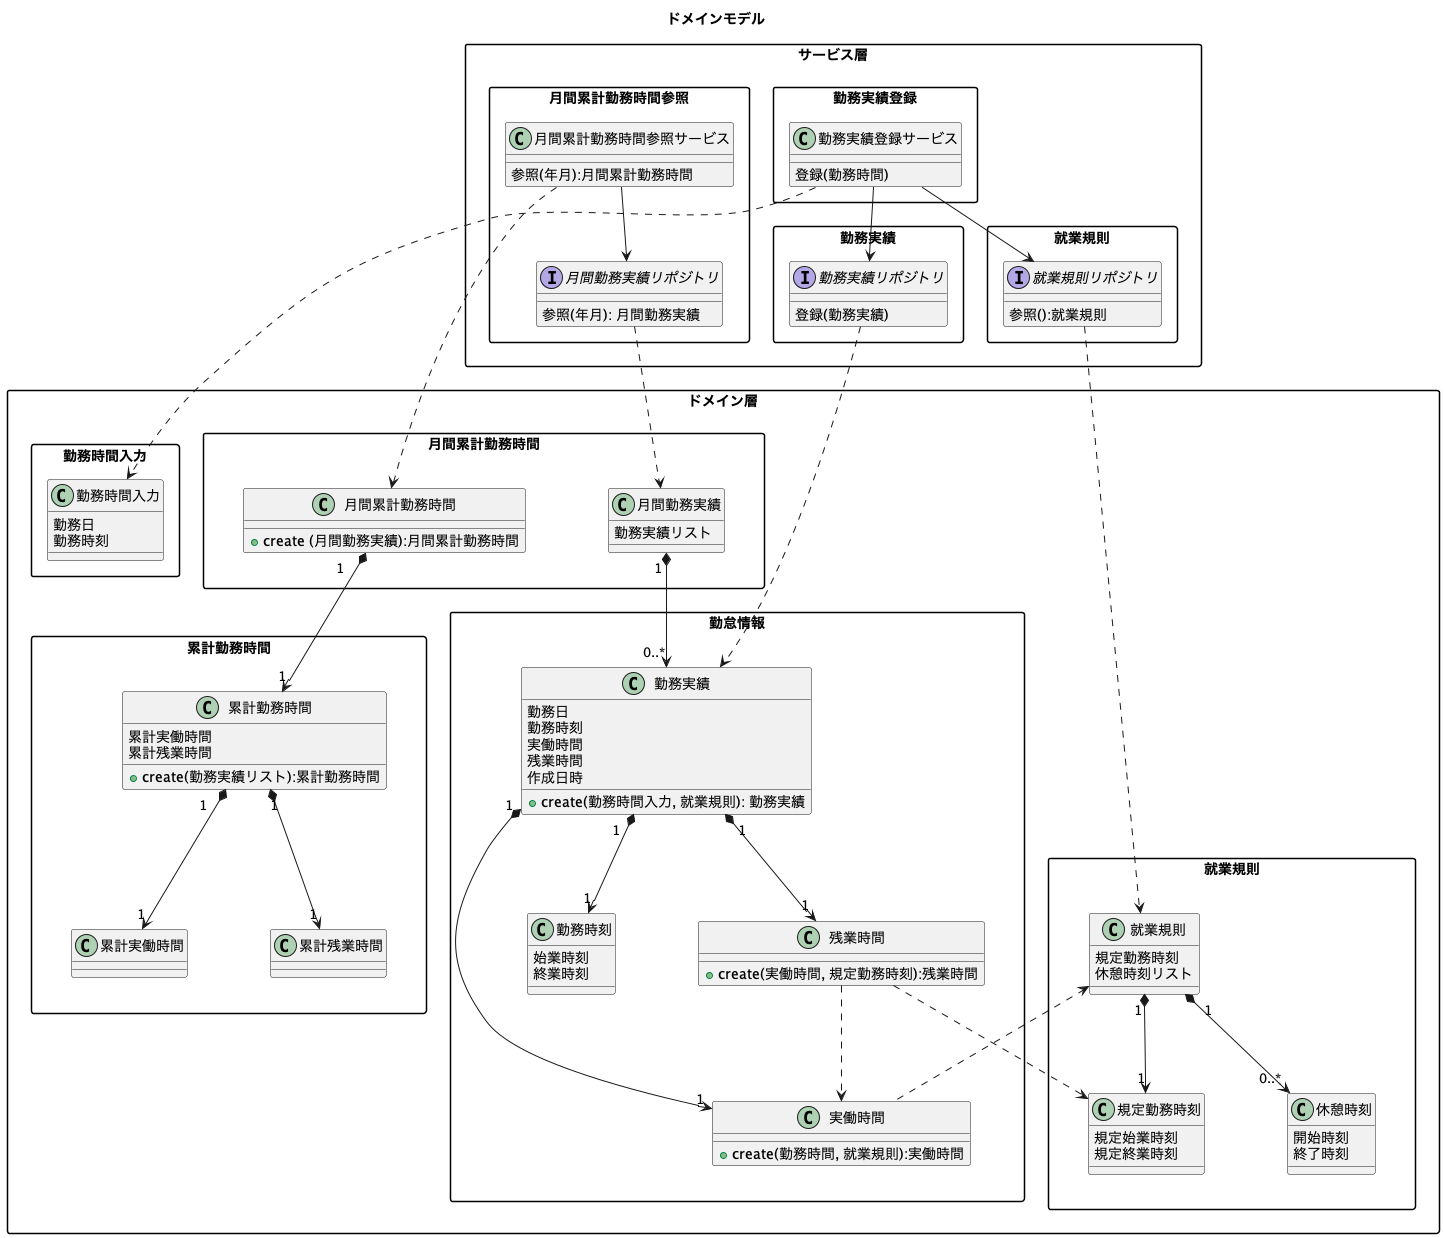 ドメインモデル
サービス層
月間累計勤務時間参照
C 月間累計勤務時間参照サービス
参照(年月):月間累計勤務時間
勤務実績登録
C 勤務実績登録サービス
登録(勤務時間)
I 月間勤務実績リポジトリ
参照(年月): 月間勤務実績
勤務実績
I 勤務実績リポジトリ
登録(勤務実績)
就業規則
I 就業規則リポジトリ
参照():就業規則
ドメイン層
勤務時間入力
C 勤務時間入力
勤務日
勤務時刻
月間累計勤務時間
C 月間累計勤務時間
create (月間勤務実績):月間累計勤務時間
1
C 月間勤務実績
勤務実績リスト
1
累計勤務時間
1
C 累計勤務時間
累計実働時間
累計残業時間
create(勤務実績リスト):累計勤務時間
1
1
1
1
C 累計実働時間
C 累計残業時間
勤怠情報
0..*
C 勤務実績
勤務日
勤務時刻
実働時間
残業時間
作成日時
create(勤務時間入力, 就業規則): 勤務実績
1
1
1
1
C 勤務時刻
始業時刻
終業時刻
1
C 残業時間
create(実働時間, 規定勤務時刻):残業時間
1
C 実働時間
create(勤務時間, 就業規則):実働時間
就業規則
C 就業規則
規定勤務時刻
休憩時刻リスト
1
1
1
0..*
C 規定勤務時刻
規定始業時刻
規定終業時刻
C 休憩時刻
開始時刻
終了時刻